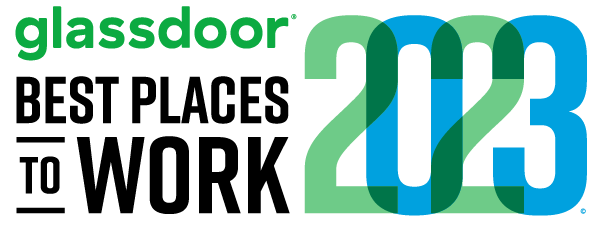 glassdoor®
BEST PLACES
TO WORK
2023
©